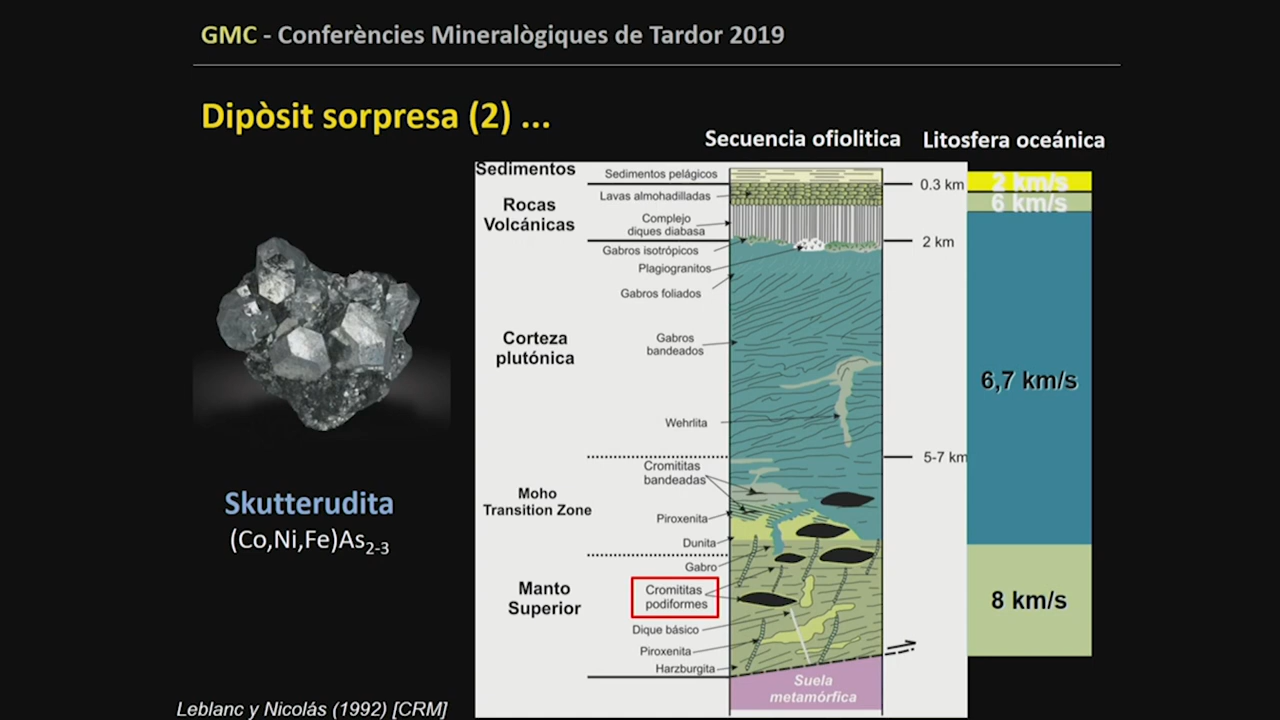 GMC - Conferències Mineralògiques de Tardor 2019
Dipòsit sorpresa (2) ...
Secuencia ofiolitica
Litosfera oceánica
Sedimentos
Rocas
Volcánicas
Corteza
plutónica
Moho
Transition Zone
Manto
Superior
Sedimentos pelágicos
Lavas almohadilladas
Complejo
diques diabasa
Gabros isotrópicos
Plagiogranitos
Gabros foliados
Gabros
bandeados
Wehrlita
Cromititas
bandeadas
Piroxenita
Dunita
Gabro
Cromititas
podiformes
Dique básico
Piroxenita
Harzburgita
Suela
metamórfica
0.3 km
2 km
5-7 km
2 km/s
6 km/s
6,7 km/s
8 km/s
Skutterudita
(Co,Ni,Fe)As2-3
Leblanc y Nicolás (1992) [CRM]